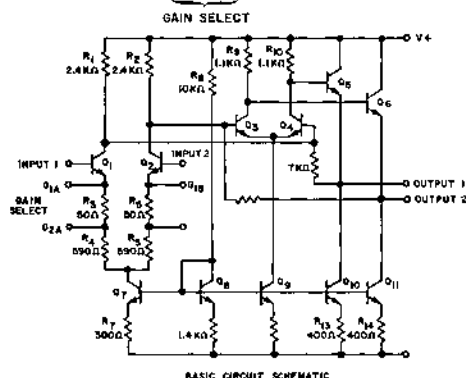 GAIN SELECT
V+
R1 2.4KΩ
R2 2.4KΩ
R8 10KΩ
R9 1.1KΩ
R10 1.1KΩ
Q5
Q6
Q3
Q4
INPUT 1
Q1
Q2
INPUT 2
7KΩ
G1A
G1B
OUTPUT 1
OUTPUT 2
GAIN SELECT
R3 50Ω
R6 50Ω
G2A
R4 590Ω
R5 590Ω
Q7
Q8
Q9
Q10
Q11
R7 300Ω
1.4KΩ
R13 400Ω
R14 400Ω
BASIC CIRCUIT SCHEMATIC